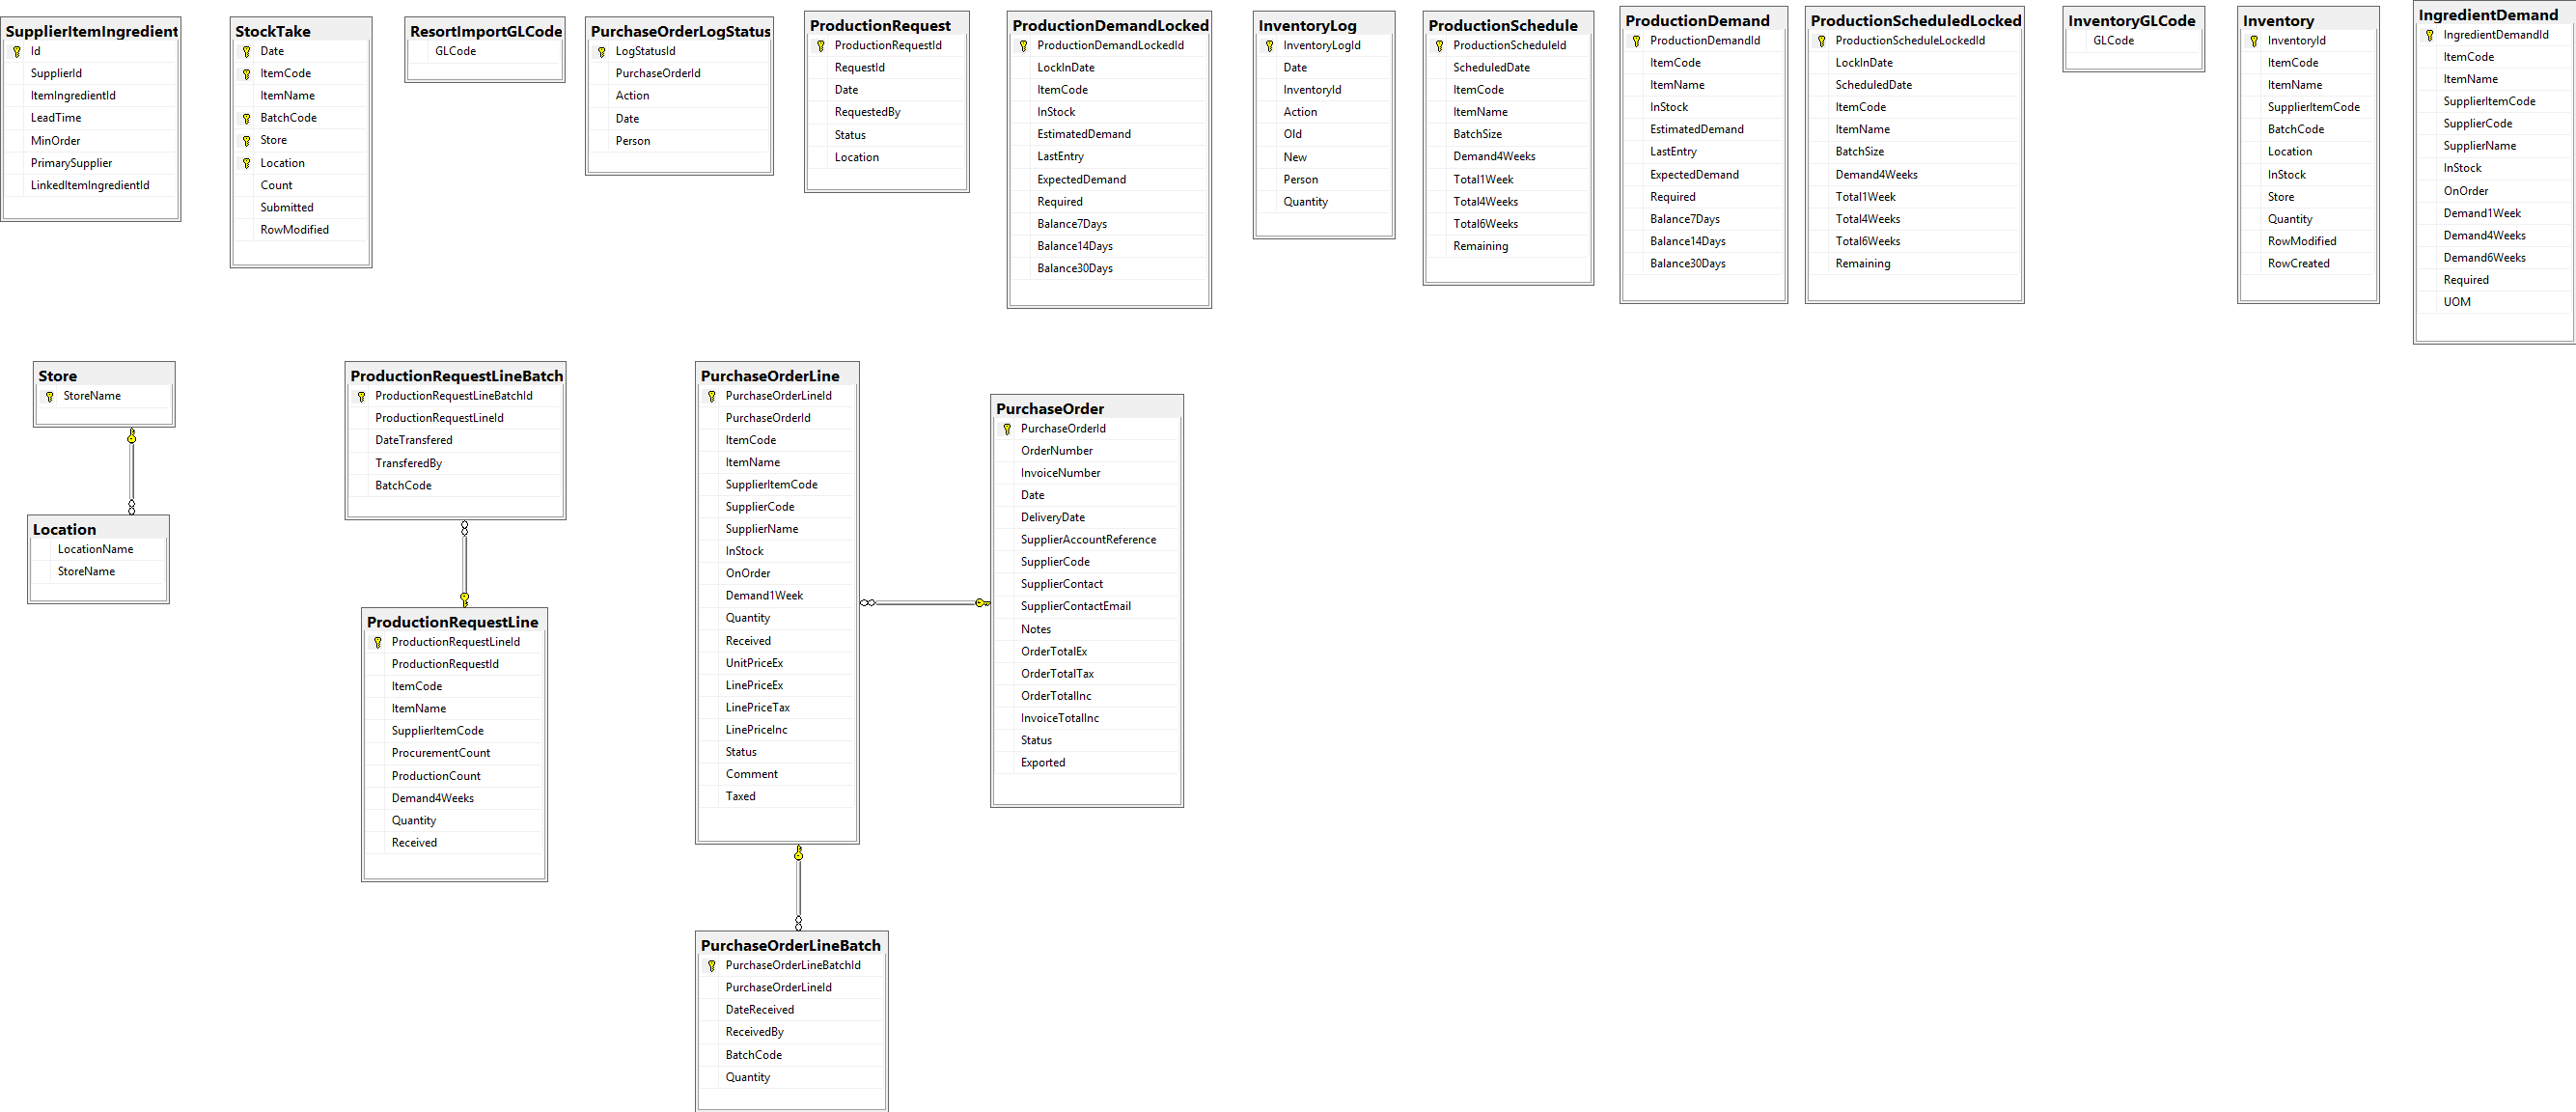 SupplierItemIngredient
Id
SupplierId
ItemIngredientId
LeadTime
MinOrder
PrimarySupplier
LinkedItemIngredientId
StockTake
Date
ItemCode
ItemName
BatchCode
Store
Location
Count
Submitted
RowModified
ResortImportGLCode
GLCode
PurchaseOrderLogStatus
LogStatusId
PurchaseOrderId
Action
Date
Person
ProductionRequest
ProductionRequestId
RequestId
Date
RequestedBy
Status
Location
ProductionDemandLocked
ProductionDemandLockedId
LockInDate
ItemCode
InStock
EstimatedDemand
LastEntry
ExpectedDemand
Required
Balance7Days
Balance14Days
Balance30Days
InventoryLog
InventoryLogId
Date
InventoryId
Action
Old
New
Person
Quantity
ProductionSchedule
ProductionScheduleId
ScheduledDate
ItemCode
ItemName
BatchSize
Demand4Weeks
Total1Week
Total4Weeks
Total6Weeks
Remaining
ProductionDemand
ProductionDemandId
ItemCode
ItemName
InStock
EstimatedDemand
LastEntry
ExpectedDemand
Required
Balance7Days
Balance14Days
Balance30Days
ProductionScheduledLocked
ProductionScheduleLockedId
LockInDate
ScheduledDate
ItemCode
ItemName
BatchSize
Demand4Weeks
Total1Week
Total4Weeks
Total6Weeks
Remaining
InventoryGLCode
GLCode
Inventory
InventoryId
ItemCode
ItemName
SupplierItemCode
BatchCode
Location
InStock
Store
Quantity
RowModified
RowCreated
IngredientDemand
IngredientDemandId
ItemCode
ItemName
SupplierItemCode
SupplierCode
SupplierName
InStock
OnOrder
Demand1Week
Demand4Weeks
Demand6Weeks
Required
UOM
Store
StoreName
Location
LocationName
StoreName
ProductionRequestLineBatch
ProductionRequestLineBatchId
ProductionRequestLineId
DateTransfered
TransferedBy
BatchCode
ProductionRequestLine
ProductionRequestLineId
ProductionRequestId
ItemCode
ItemName
SupplierItemCode
ProcurementCount
ProductionCount
Demand4Weeks
Quantity
Received
PurchaseOrderLine
PurchaseOrderLineId
PurchaseOrderId
ItemCode
ItemName
SupplierItemCode
SupplierCode
SupplierName
InStock
OnOrder
Demand1Week
Quantity
Received
UnitPriceEx
LinePriceEx
LinePriceTax
LinePriceInc
Status
Comment
Taxed
PurchaseOrder
PurchaseOrderId
OrderNumber
InvoiceNumber
Date
DeliveryDate
SupplierAccountReference
SupplierCode
SupplierContact
SupplierContactEmail
Notes
OrderTotalEx
OrderTotalTax
OrderTotalInc
InvoiceTotalInc
Status
Exported
PurchaseOrderLineBatch
PurchaseOrderLineBatchId
PurchaseOrderLineId
DateReceived
ReceivedBy
BatchCode
Quantity